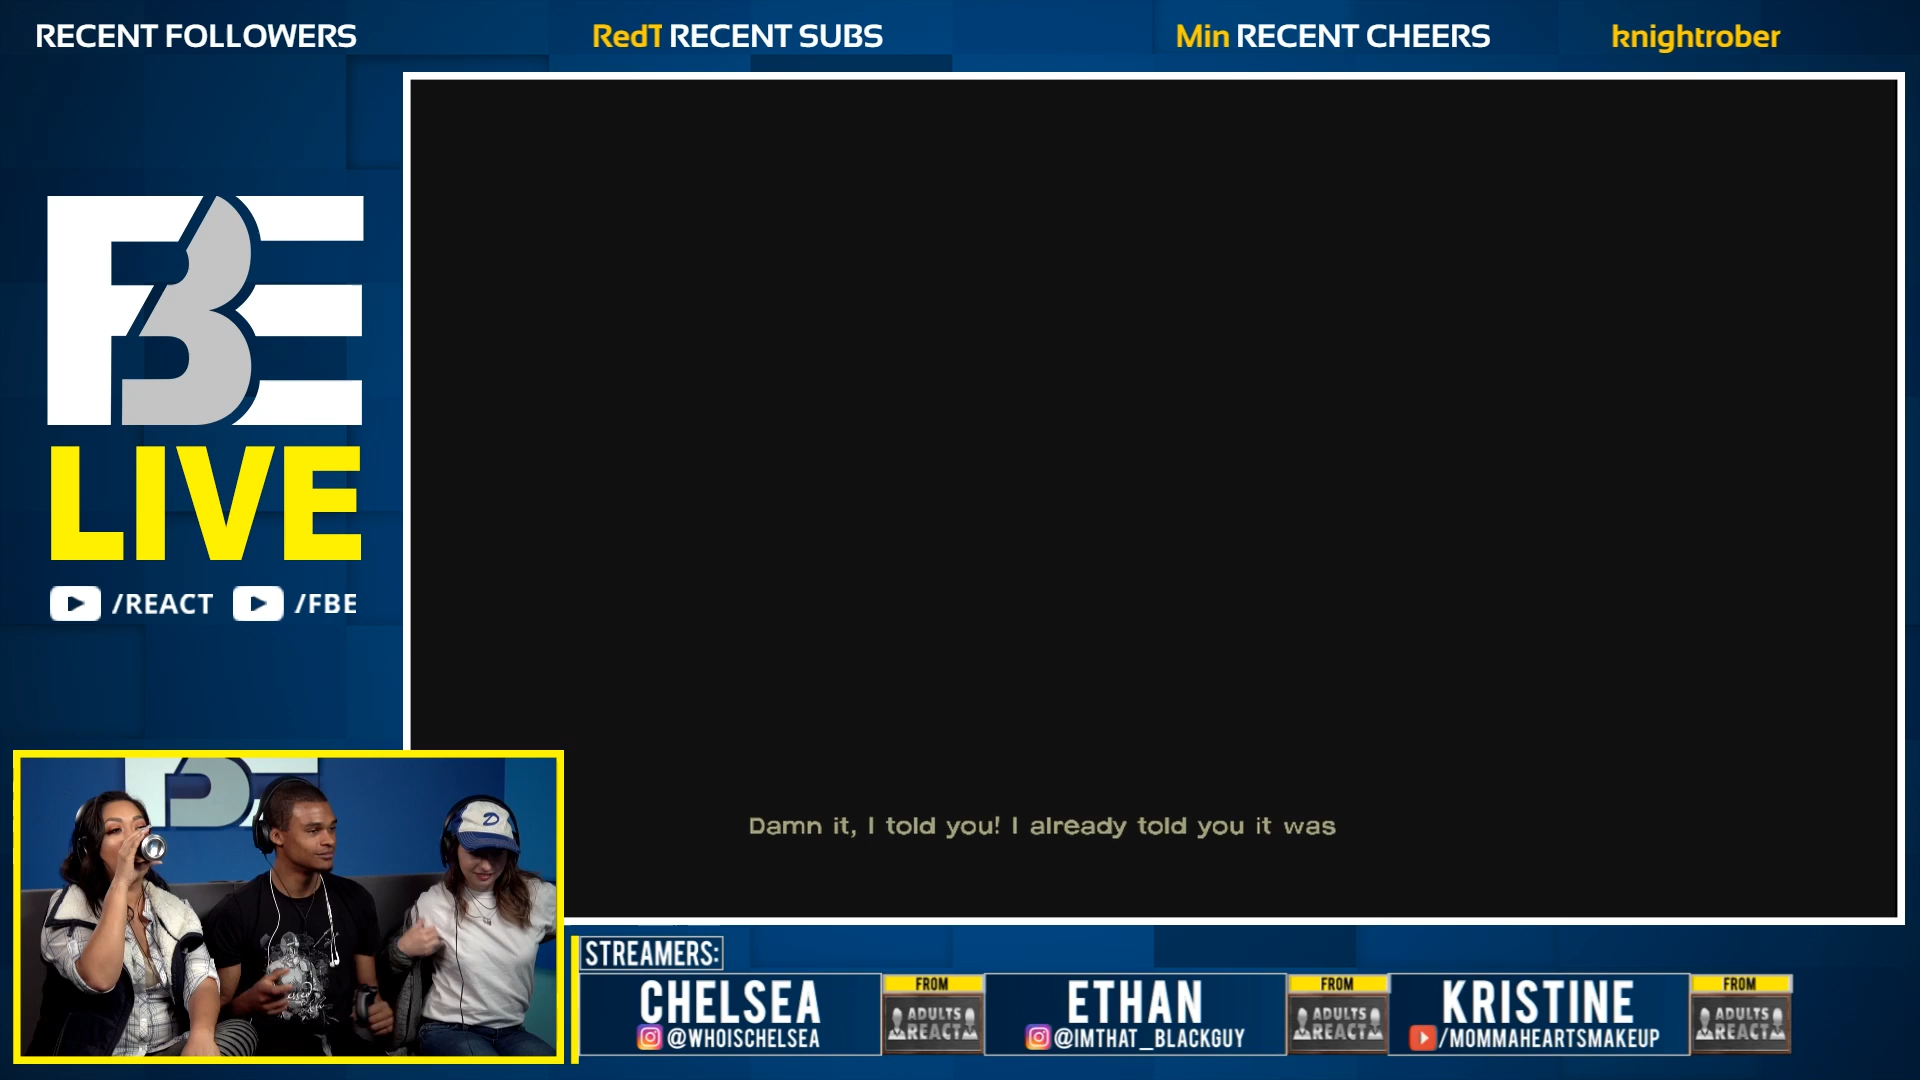 RECENT FOLLOWERS
RedT RECENT SUBS
Min RECENT CHEERS
knightrober
FBE
LIVE
/REACT /FBE
Damn it, I told you! I already told you it was
D
STREAMERS:
CHELSEA
@WHOISCHELSEA
FROM
ADULTS
REACT
ETHAN
@IMTHAT_BLACKGUY
FROM
ADULTS
REACT
KRISTINE
/MOMMAHEARTSMAKEUP
FROM
ADULTS
REACT